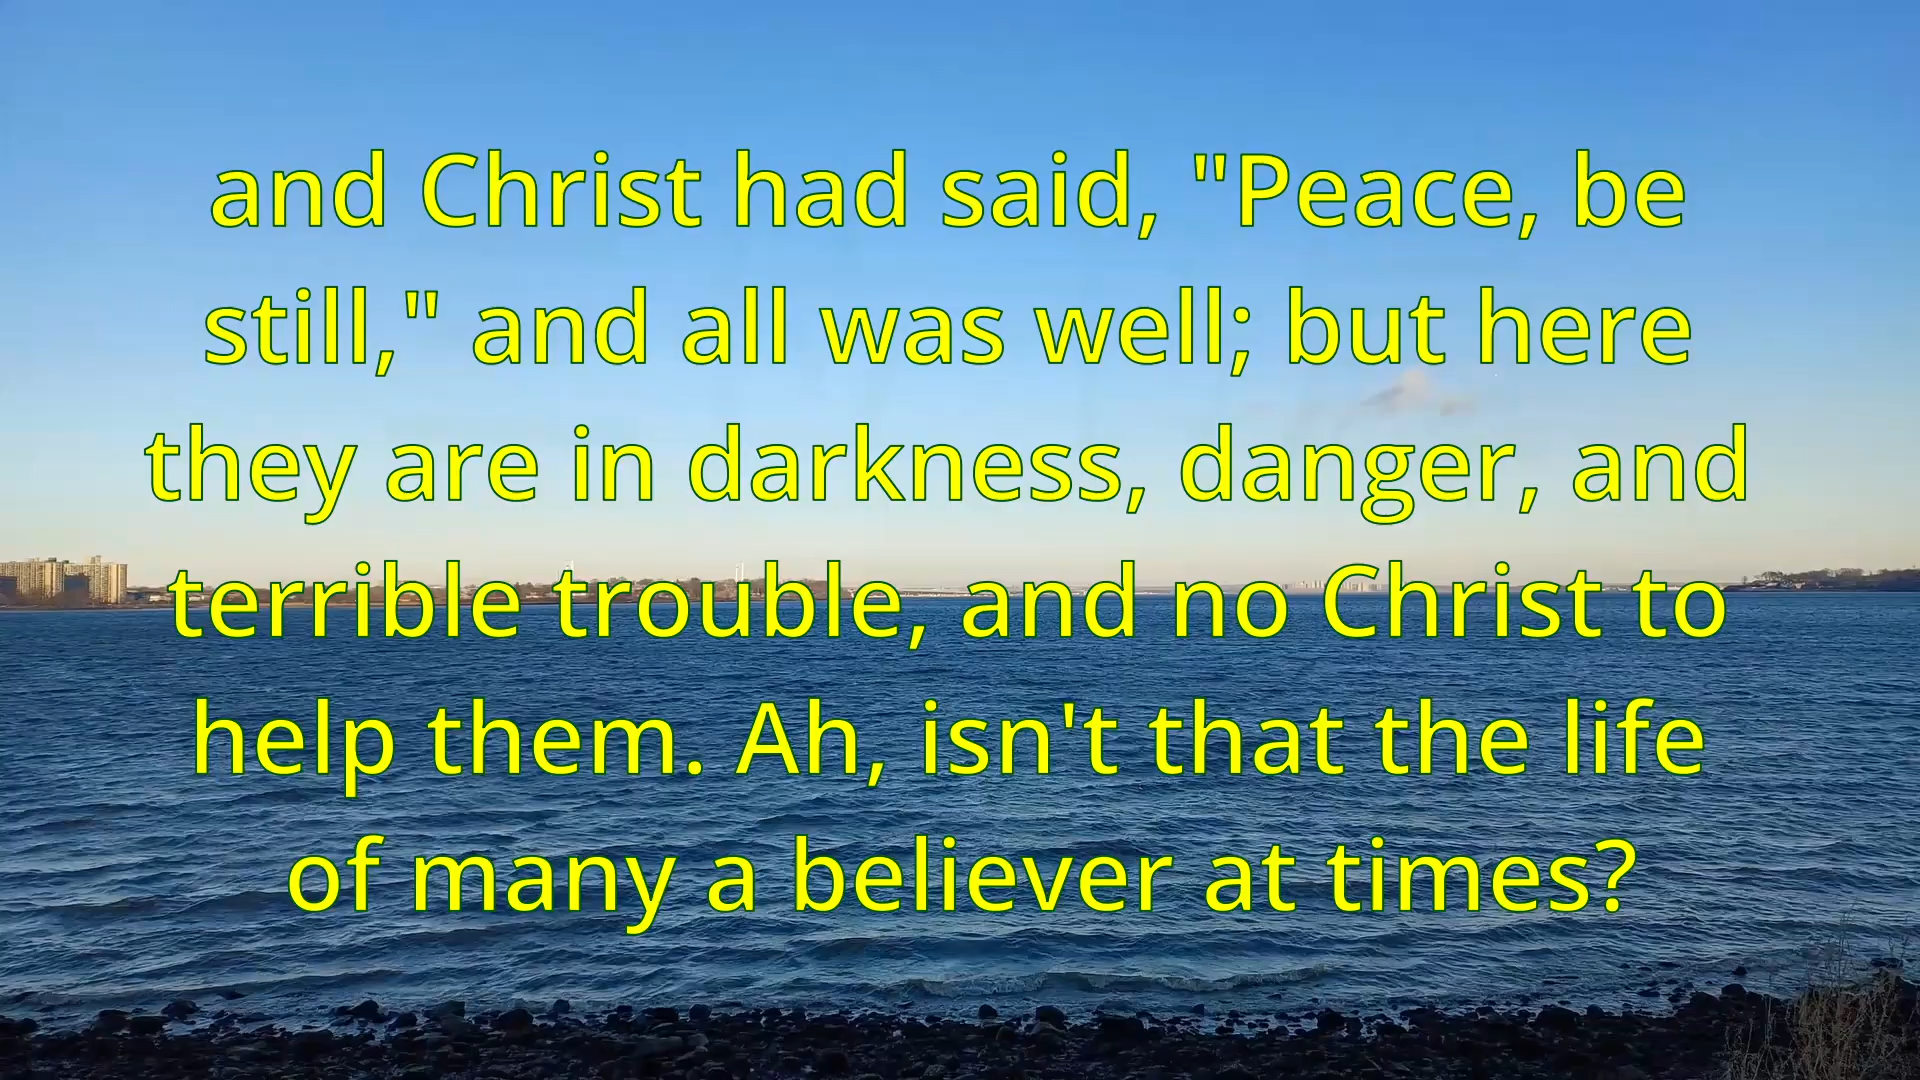 and Christ had said, "Peace, be
still," and all was well; but here
they are in darkness, danger, and
terrible trouble, and no Christ to
help them. Ah, isn't that the life
of many a believer at times?